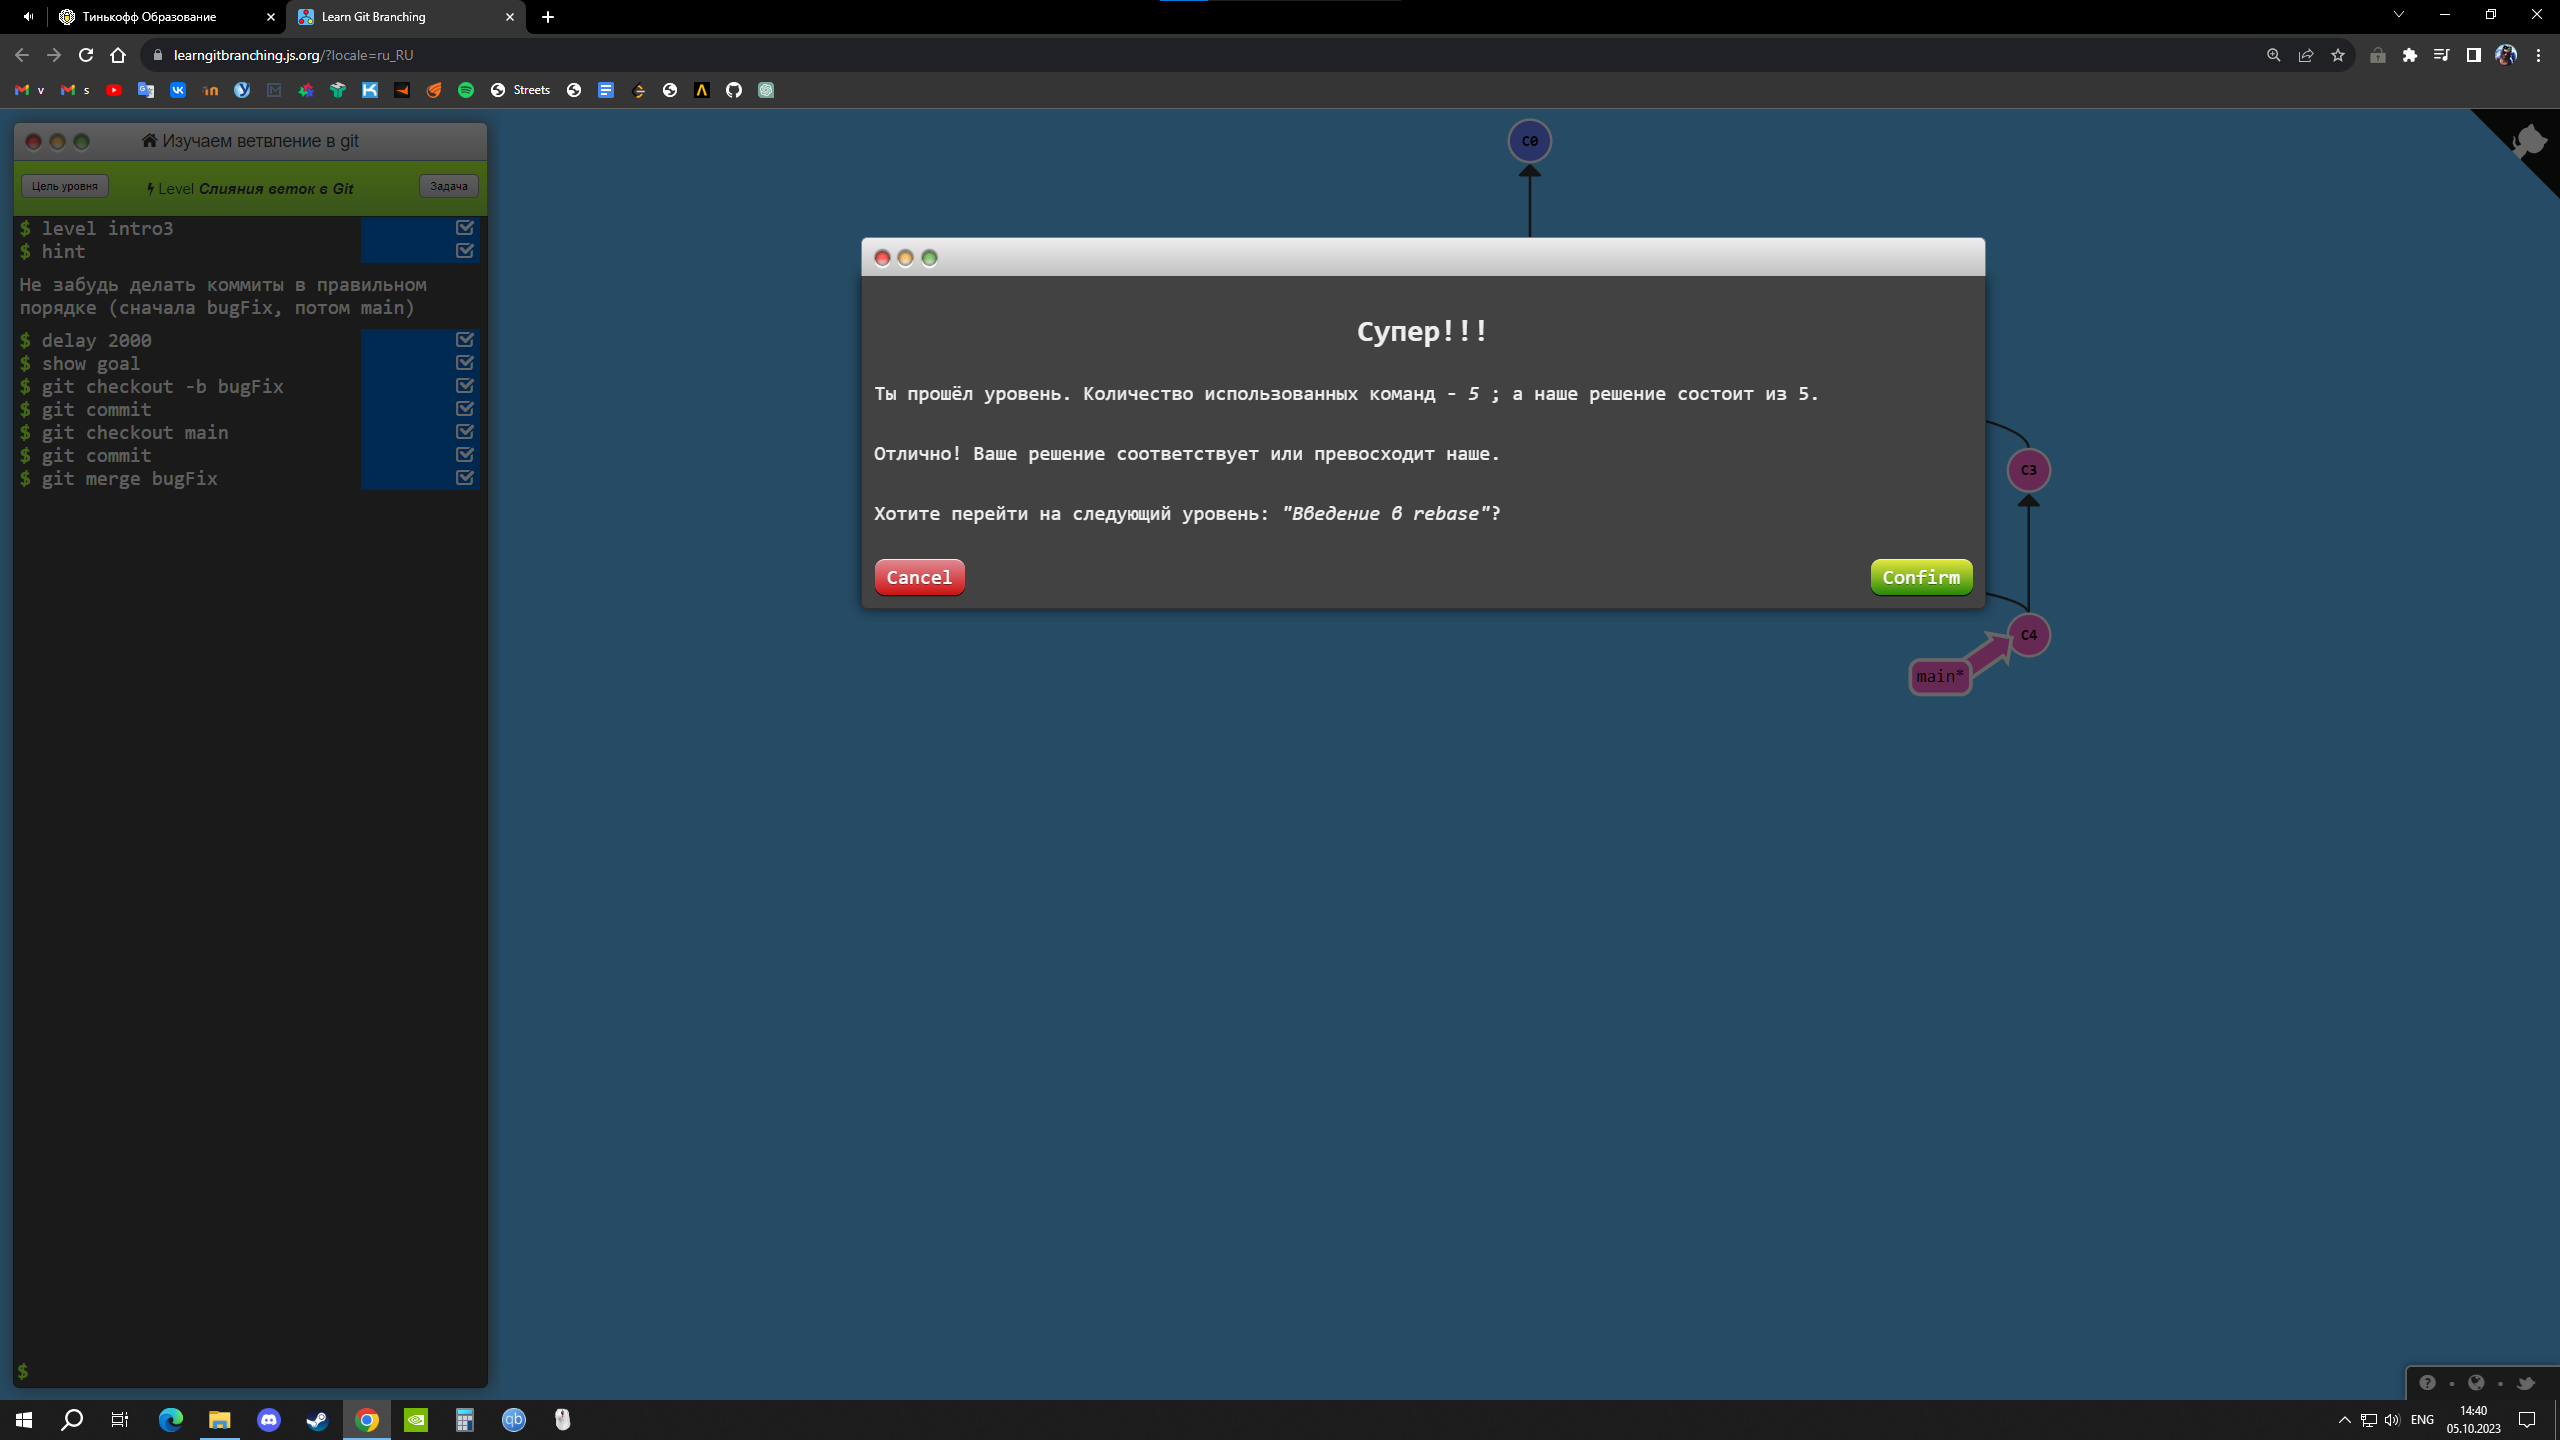 Тинькофф Образование
Learn Git Branching
learngitbranching.js.org/?locale=ru_RU
v
s
Streets
Изучаем ветвление в git
Цель уровня
Level Слияния веток в Git
Задача
$ level intro3
$ hint
Не забудь делать коммиты в правильном
порядке (сначала bugFix, потом main)
$ delay 2000
$ show goal
$ git checkout -b bugFix
$ git commit
$ git checkout main
$ git commit
$ git merge bugFix
$
C0
Супер!!!
Ты прошёл уровень. Количество использованных команд - 5 ; а наше решение состоит из 5.
Отлично! Ваше решение соответствует или превосходит наше.
Хотите перейти на следующий уровень: "Введение в rebase"?
Cancel
Confirm
C3
C4
main*
qb
ENG
14:40
05.10.2023